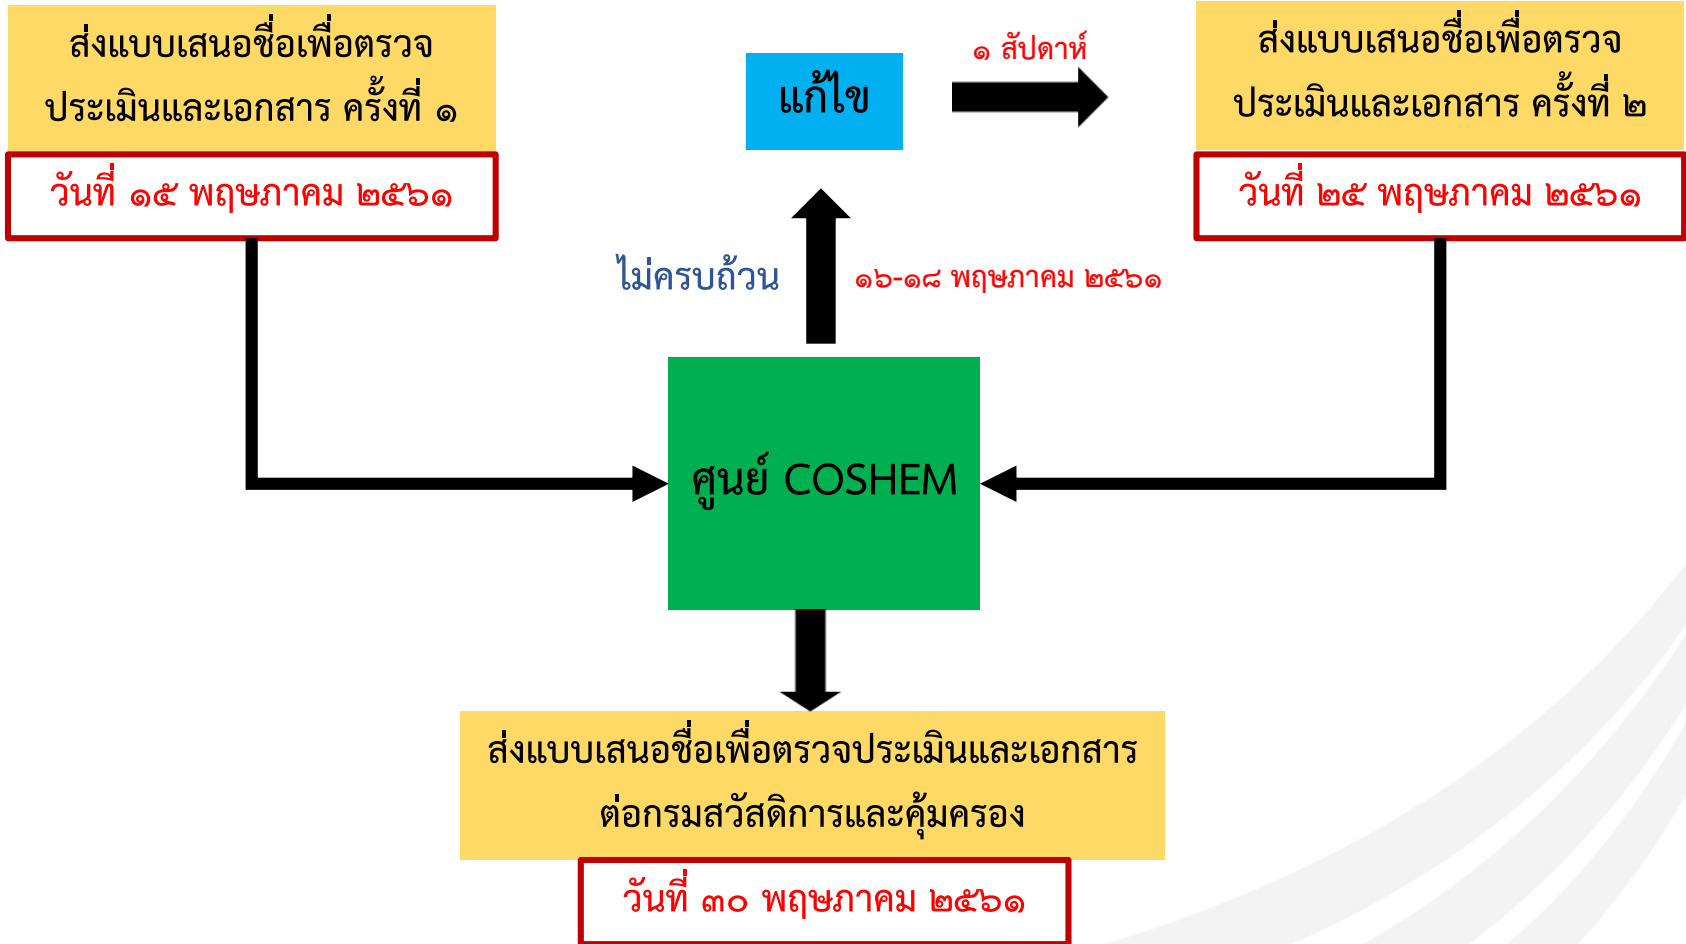 ส่งแบบเสนอชื่อเพื่อตรวจ
ประเมินและเอกสาร ครั้งที่ ๑
วันที่ ๑๕ พฤษภาคม ๒๕๖๑
แก้ไข
๑ สัปดาห์
ส่งแบบเสนอชื่อเพื่อตรวจ
ประเมินและเอกสาร ครั้งที่ ๒
วันที่ ๒๕ พฤษภาคม ๒๕๖๑
ไม่ครบถ้วน
๑๖-๑๘ พฤษภาคม ๒๕๖๑
ศูนย์ COSHEM
ส่งแบบเสนอชื่อเพื่อตรวจประเมินและเอกสาร
ต่อกรมสวัสดิการและคุ้มครอง
วันที่ ๓๐ พฤษภาคม ๒๕๖๑